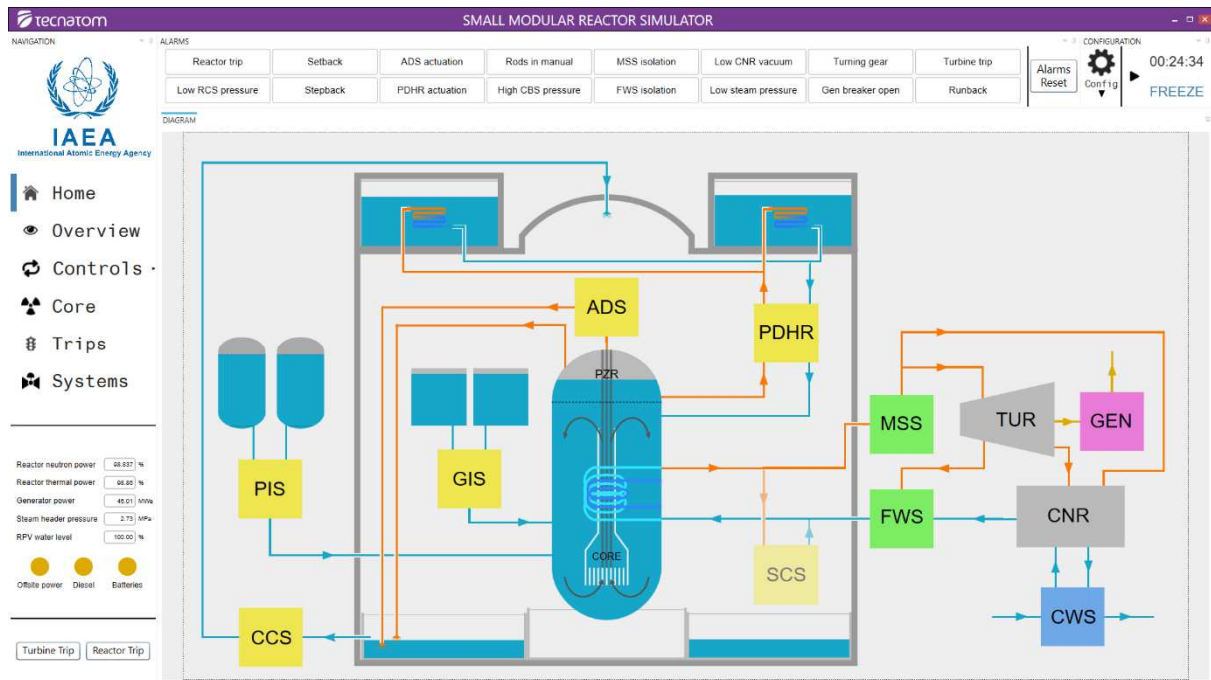 tecnatom
SMALL MODULAR REACTOR SIMULATOR
NAVIGATION
ALARMS
CONFIGURATION
Reactor trip
Setback
ADS actuation
Rods in manual
MSS isolation
Low CNR vacuum
Turning gear
Turbine trip
Low RCS pressure
Stepback
PDHR actuation
High CBS pressure
FWS isolation
Low steam pressure
Gen breaker open
Runback
Alarms
Reset
Config
00:24:34
FREEZE
IAEA
International Atomic Energy Agency
Home
Overview
Controls
Core
Trips
Systems
Reactor neutron power 98.837 %
Reactor thermal power 98.85 %
Generator power 45.01 MWe
Steam header pressure 2.73 MPa
RPV water level 100.00 %
Offsite power Diesel Batteries
Turbine Trip Reactor Trip
DIAGRAM
ADS
PDHR
PZR
MSS
TUR
GEN
PIS
GIS
FWS
CNR
CORE
SCS
CCS
CWS